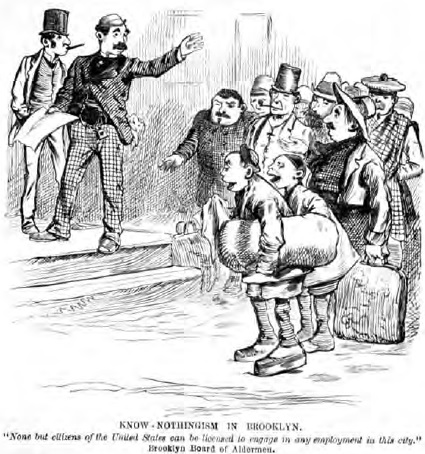 KNOW-NOTHINGISM IN BROOKLYN.
"None but citizens of the United States can be licensed to engage in any employment in this city."
Brooklyn Board of Aldermen.